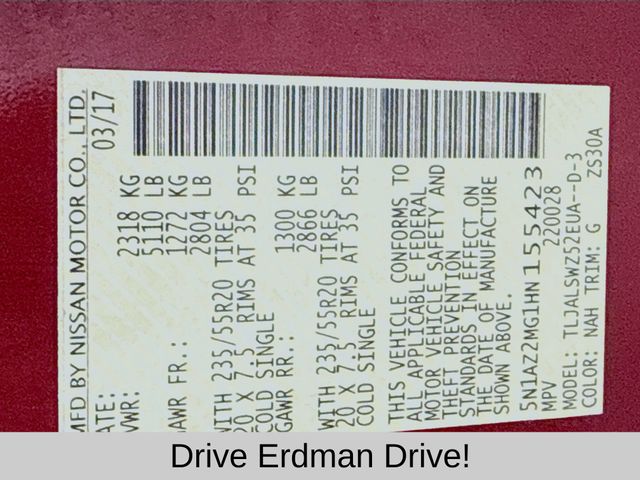 MFD BY NISSAN MOTOR CO., LTD.
ATE: 03/17
VWR: 2318 KG
5110 LB
GAWR FR.: 1272 KG
2804 LB
WITH 235/55R20 TIRES
20 X 7.5 RIMS AT 35 PSI
COLD SINGLE
GAWR RR.: 1300 KG
2866 LB
WITH 235/55R20 TIRES
20 X 7.5 RIMS AT 35 PSI
COLD SINGLE
THIS VEHICLE CONFORMS TO
ALL APPLICABLE FEDERAL
MOTOR VEHICLE SAFETY AND
THEFT PREVENTION
STANDARDS IN EFFECT ON
THE DATE OF MANUFACTURE
SHOWN ABOVE.
5N1AZ2MG1HN155423
MPV 220028
MODEL: TLJALSWZ52EUA--D-3
COLOR: NAH TRIM: G ZS30A
Drive Erdman Drive!